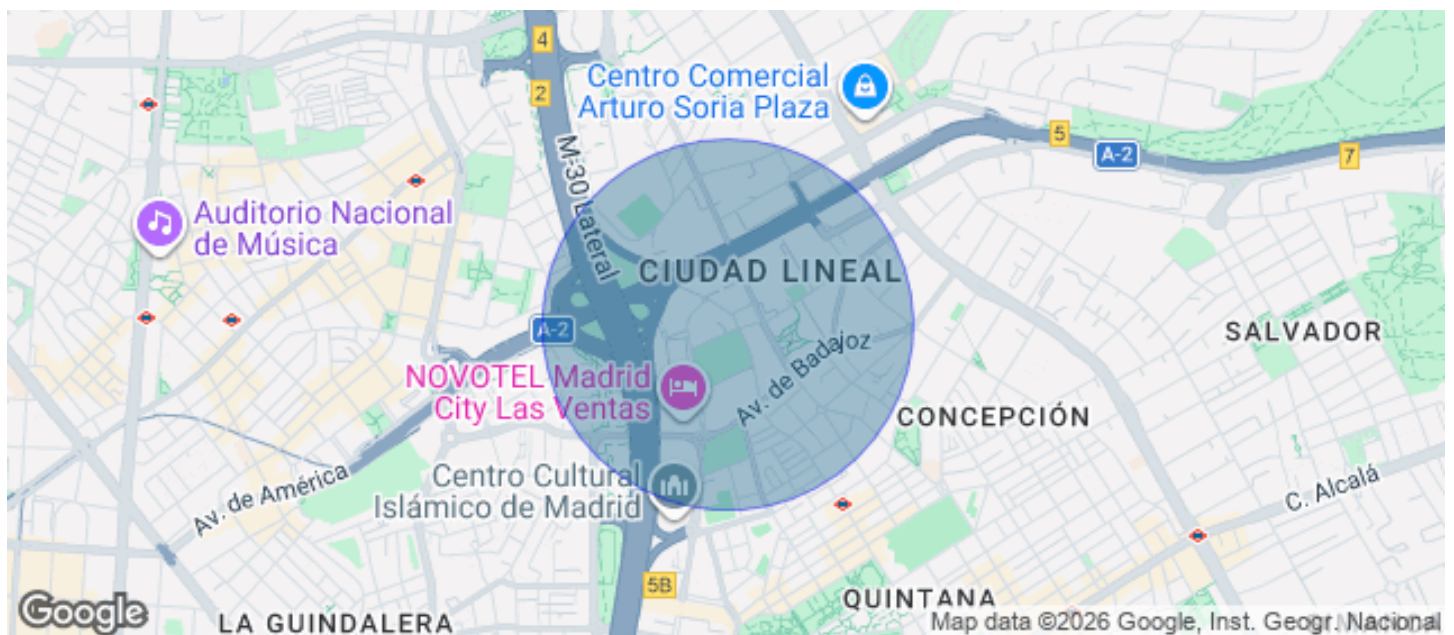 4
2
Centro Comercial
Arturo Soria Plaza
5
A-2
7
M-30 Lateral
Auditorio Nacional
de Música
CIUDAD LINEAL
A-2
SALVADOR
Av. de Badajoz
NOVOTEL Madrid
City Las Ventas
CONCEPCIÓN
Centro Cultural
Islámico de Madrid
Av. de América
C. Alcalá
5B
QUINTANA
Google
LA GUINDALERA
Map data ©2026 Google, Inst. Geogr. Nacional